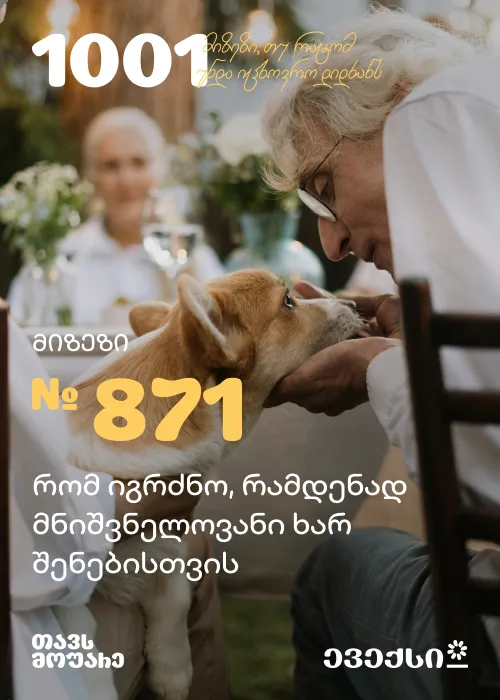 1001 მიზეზი, თუ რატომ
უნდა იცხოვრო დიდხანს
მიზეზი
№ 871
რომ იგრძნო, რამდენად
მნიშვნელოვანი ხარ
შენებისთვის
თავს
მოუარე
ევექსი